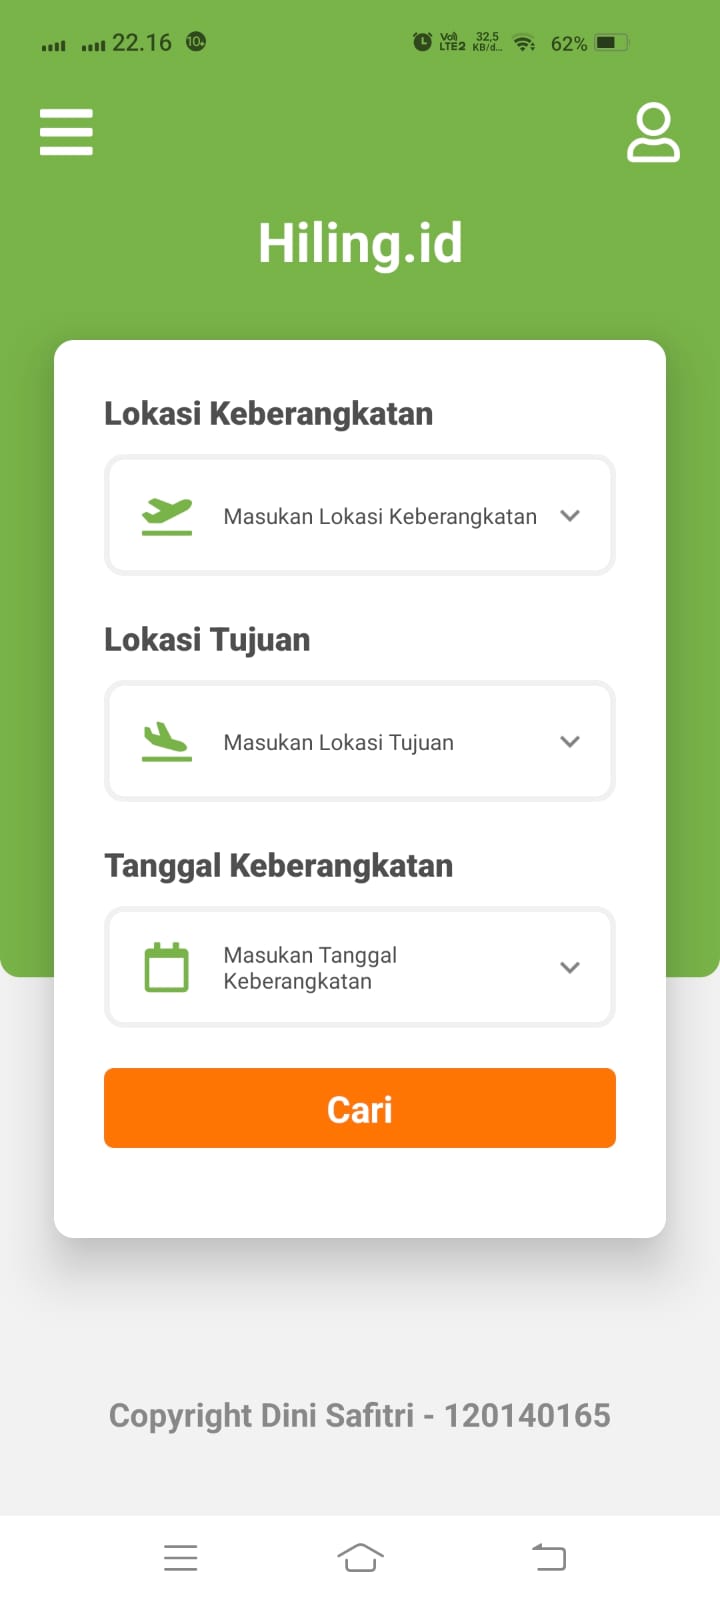 22.16 10+ Vo) LTE2 32,5 KB/d... 62%
Hiling.id
Lokasi Keberangkatan
Masukan Lokasi Keberangkatan
Lokasi Tujuan
Masukan Lokasi Tujuan
Tanggal Keberangkatan
Masukan Tanggal
Keberangkatan
Cari
Copyright Dini Safitri - 120140165